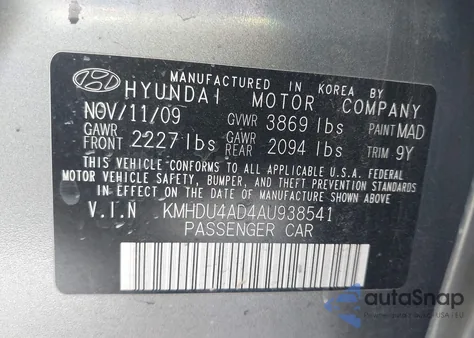 MANUFACTURED IN KOREA BY
HYUNDAI MOTOR COMPANY
NOV/11/09 GVWR 3869 lbs PAINT MAD
GAWR FRONT 2227 lbs GAWR REAR 2094 lbs TRIM 9Y
THIS VEHICLE CONFORMS TO ALL APPLICABLE U.S.A. FEDERAL
MOTOR VEHICLE SAFETY, BUMPER, AND THEFT PREVENTION
STANDARDS IN EFFECT ON THE DATE OF MANUFACTURE SHOWN ABOVE.
V.I.N KMHDU4AD4AU938541
PASSENGER CAR
autoSnap